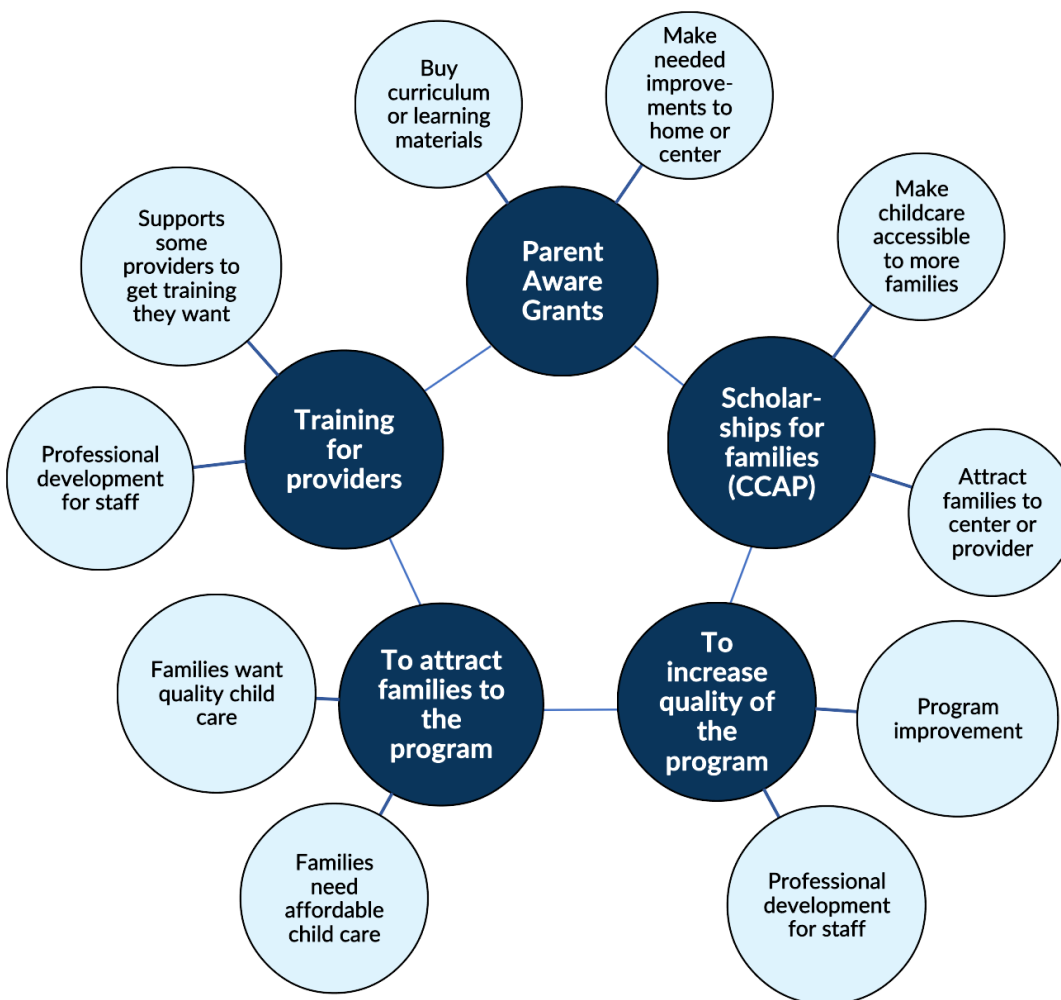 Buy
curriculum
or learning
materials
Make
needed
improve-
ments to
home or
center
Parent
Aware
Grants
Make
childcare
accessible
to more
families
Supports
some
providers to
get training
they want
Training
for
providers
Scholar-
ships for
families
(CCAP)
Professional
development
for staff
Attract
families to
center or
provider
Families want
quality child
care
To attract
families to
the
program
To
increase
quality of
the
program
Program
improvement
Families
need
affordable
child care
Professional
development
for staff